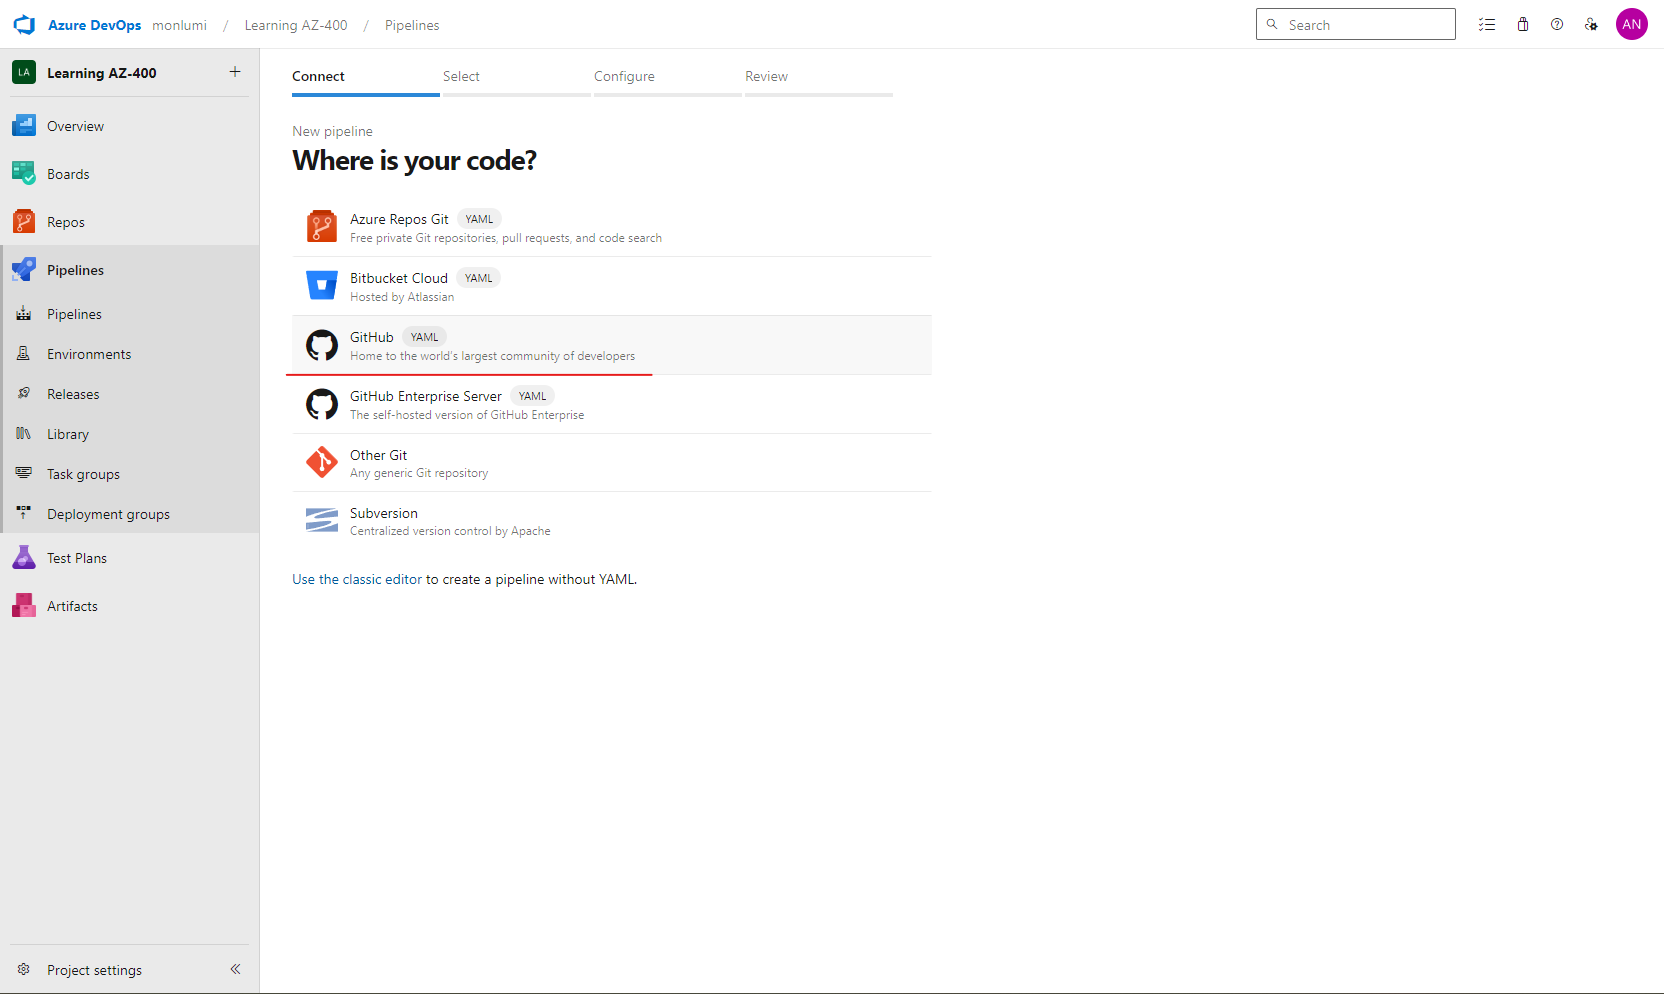 Azure DevOps monlumi / Learning AZ-400 / Pipelines
Search
AN
LA Learning AZ-400 +
Overview
Boards
Repos
Pipelines
Pipelines
Environments
Releases
Library
Task groups
Deployment groups
Test Plans
Artifacts
Project settings
Connect Select Configure Review
New pipeline
Where is your code?
Azure Repos Git YAML
Free private Git repositories, pull requests, and code search
Bitbucket Cloud YAML
Hosted by Atlassian
GitHub YAML
Home to the world's largest community of developers
GitHub Enterprise Server YAML
The self-hosted version of GitHub Enterprise
Other Git
Any generic Git repository
Subversion
Centralized version control by Apache
Use the classic editor to create a pipeline without YAML.